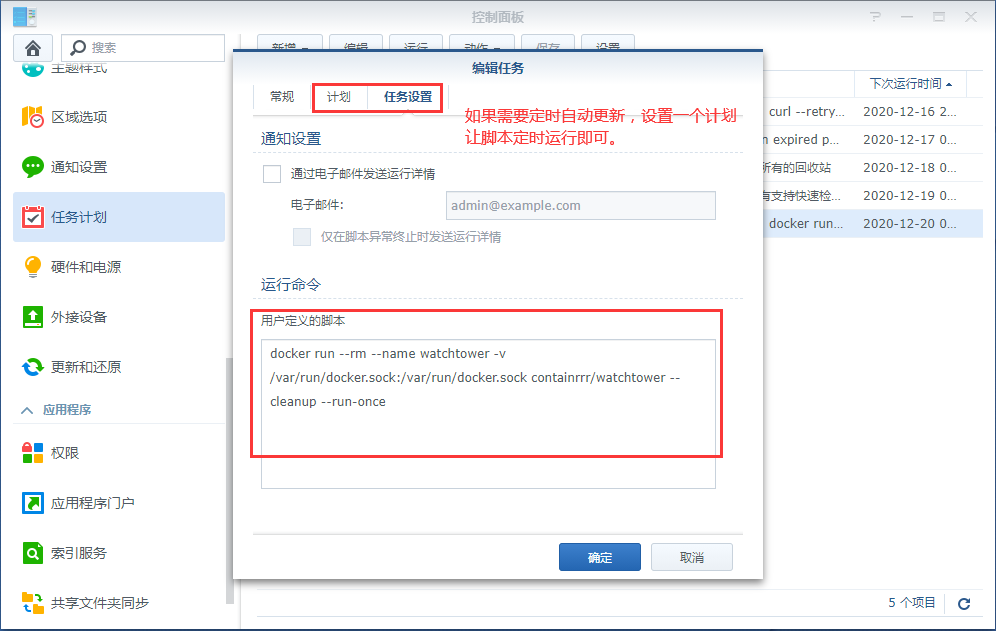 控制面板
搜索
新增
编辑
运行
动作
保存
设置
主题样式
区域选项
通知设置
任务计划
硬件和电源
外接设备
更新和还原
应用程序
权限
应用程序门户
索引服务
共享文件夹同步
编辑任务
常规
计划
任务设置
如果需要定时自动更新，设置一个计划
让脚本定时运行即可。
通知设置
通过电子邮件发送运行详情
电子邮件:
admin@example.com
仅在脚本异常终止时发送运行详情
运行命令
用户定义的脚本
docker run --rm --name watchtower -v
/var/run/docker.sock:/var/run/docker.sock containrrr/watchtower --
cleanup --run-once
确定
取消
下次运行时间
curl --retry... 2020-12-16 2...
n expired p... 2020-12-17 0...
所有的回收站 2020-12-18 0...
有支持快速检... 2020-12-19 0...
docker run... 2020-12-20 0...
5 个项目